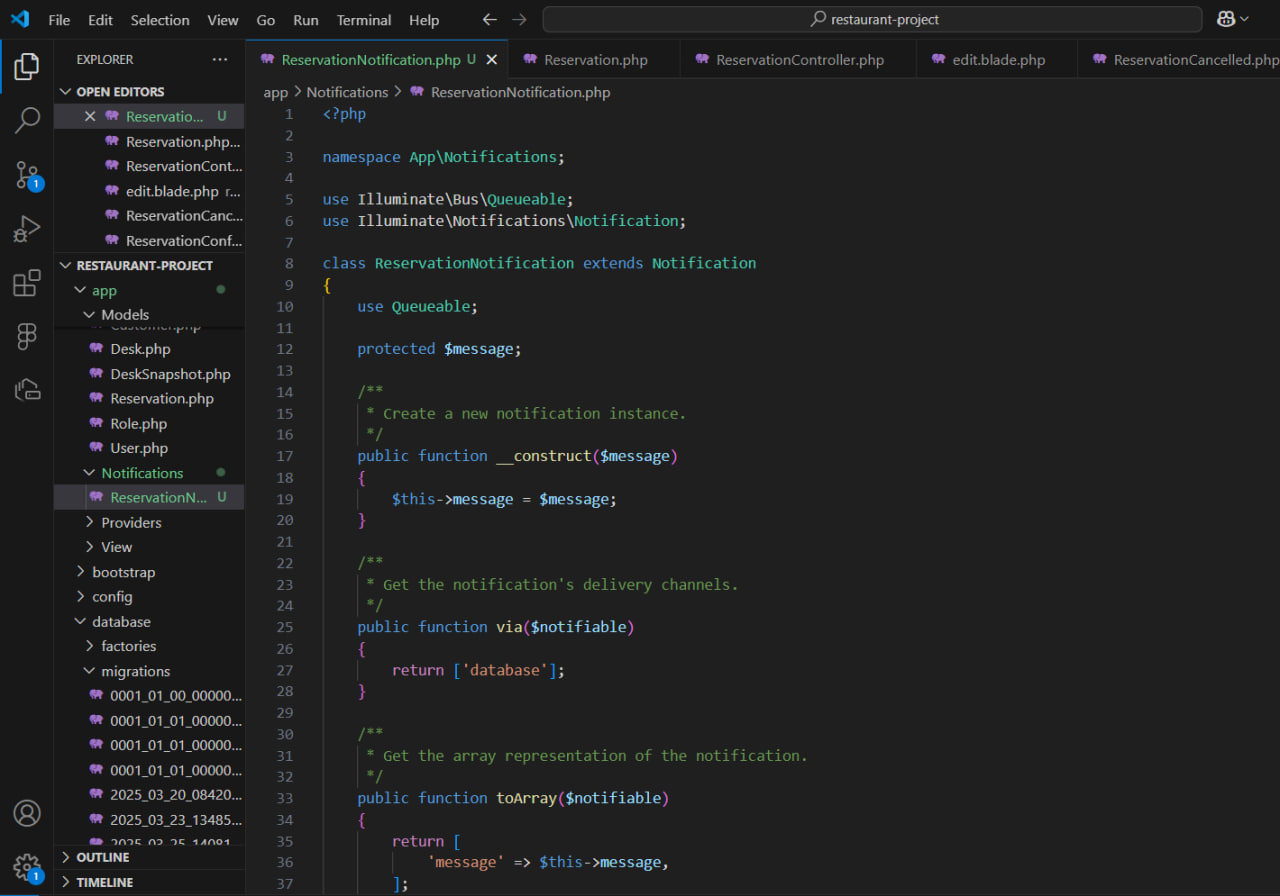 File Edit Selection View Go Run Terminal Help
restaurant-project
EXPLORER
OPEN EDITORS
Reservatio... U
Reservation.php...
ReservationCont...
edit.blade.php r...
ReservationCanc...
ReservationConf...
RESTAURANT-PROJECT
app
Models
Customer.php
Desk.php
DeskSnapshot.php
Reservation.php
Role.php
User.php
Notifications
ReservationN... U
Providers
View
bootstrap
config
database
factories
migrations
0001_01_00_00000...
0001_01_01_00000...
0001_01_01_00000...
0001_01_01_00000...
2025_03_20_08420...
2025_03_23_13485...
2025_03_25_14081...
OUTLINE
TIMELINE
1
1
ReservationNotification.php U Reservation.php ReservationController.php edit.blade.php ReservationCancelled.php
app > Notifications > ReservationNotification.php
1 <?php
2
3 namespace App\Notifications;
4
5 use Illuminate\Bus\Queueable;
6 use Illuminate\Notifications\Notification;
7
8 class ReservationNotification extends Notification
9 {
10 use Queueable;
11
12 protected $message;
13
14 /**
15 * Create a new notification instance.
16 */
17 public function __construct($message)
18 {
19 $this->message = $message;
20 }
21
22 /**
23 * Get the notification's delivery channels.
24 */
25 public function via($notifiable)
26 {
27 return ['database'];
28 }
29
30 /**
31 * Get the array representation of the notification.
32 */
33 public function toArray($notifiable)
34 {
35 return [
36 'message' => $this->message,
37 ];